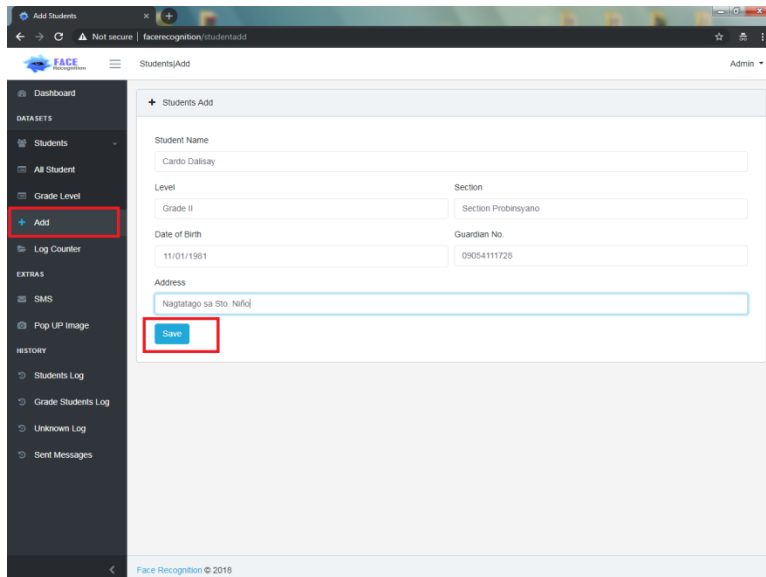 Add Students
Not secure | facerecognition/studentadd
FACE
Recognition
Students|Add
Admin
Dashboard
DATASETS
Students
All Student
Grade Level
Add
Log Counter
EXTRAS
SMS
Pop UP Image
HISTORY
Students Log
Grade Students Log
Unknown Log
Sent Messages
+ Students Add
Student Name
Cardo Dalisay
Level
Section
Grade II
Section Probinsyano
Date of Birth
Guardian No.
11/01/1981
09054111728
Address
Nagtatago sa Sto. Niño
Save
Face Recognition © 2018